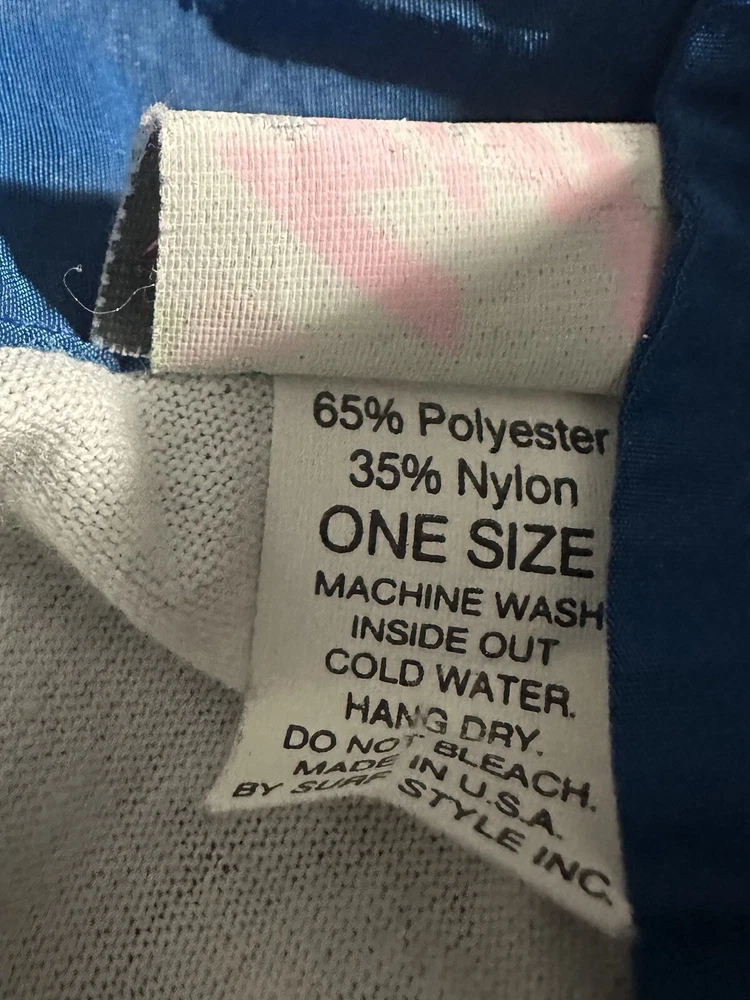 65% Polyester
35% Nylon
ONE SIZE
MACHINE WASH
INSIDE OUT
COLD WATER.
HANG DRY.
DO NOT BLEACH.
MADE IN U.S.A.
BY SURF STYLE INC.